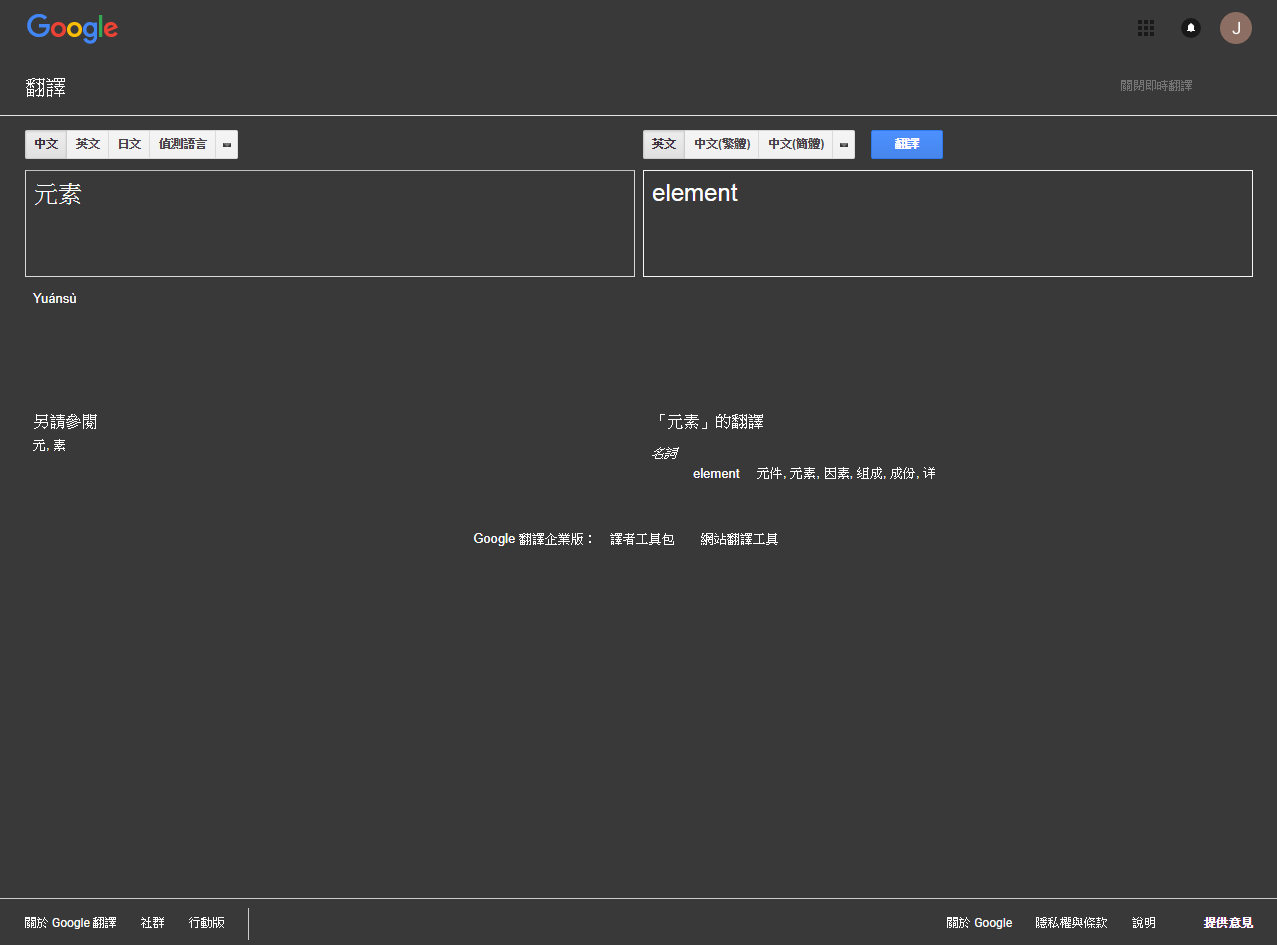 Google
J
翻譯
關閉即時翻譯
中文 英文 日文 偵測語言
英文 中文(繁體) 中文(簡體) 翻譯
元素
element
Yuánsù
另請參閱
元, 素
「元素」的翻譯
名詞
element 元件, 元素, 因素, 组成, 成份, 详
Google 翻譯企業版： 譯者工具包 網站翻譯工具
關於 Google 翻譯 社群 行動版
關於 Google 隱私權與條款 說明 提供意見